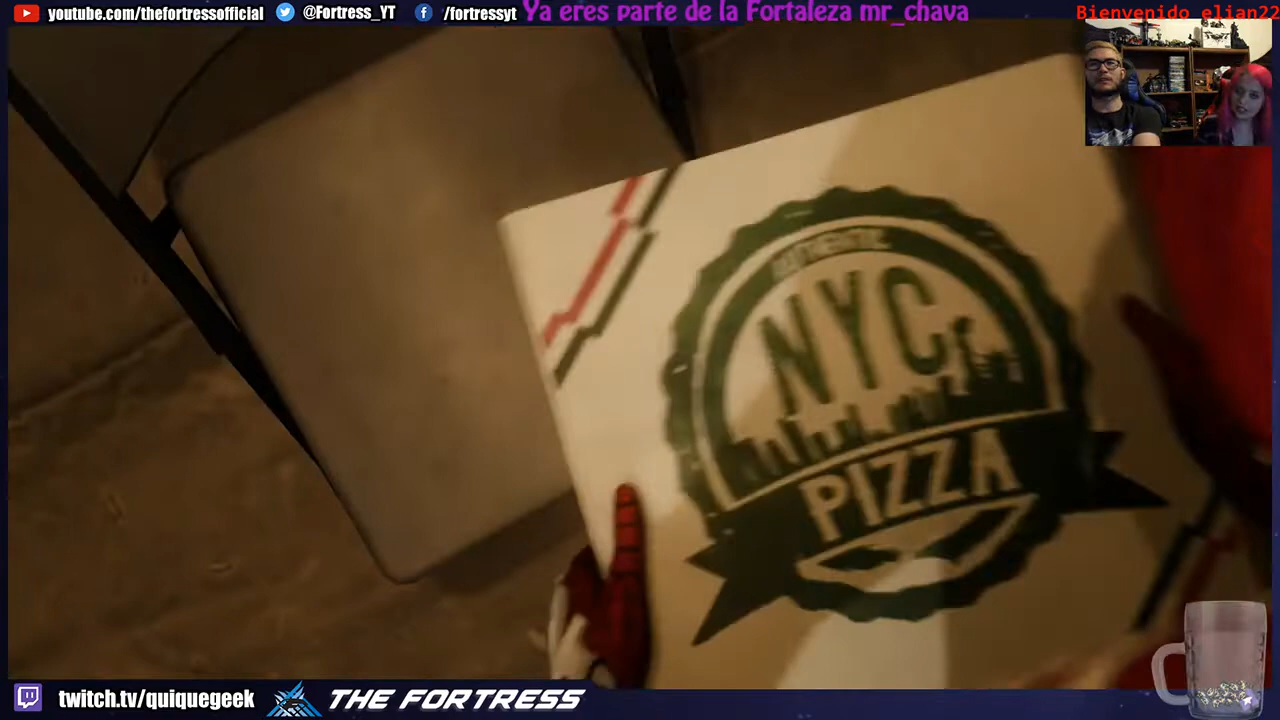 youtube.com/thefortressofficial
@Fortress_YT
/fortressyt
Ya eres parte de la Fortaleza mr_chava
Bienvenido elian22
AUTHENTIC
NYC
PIZZA
twitch.tv/quiquegeek
THE FORTRESS